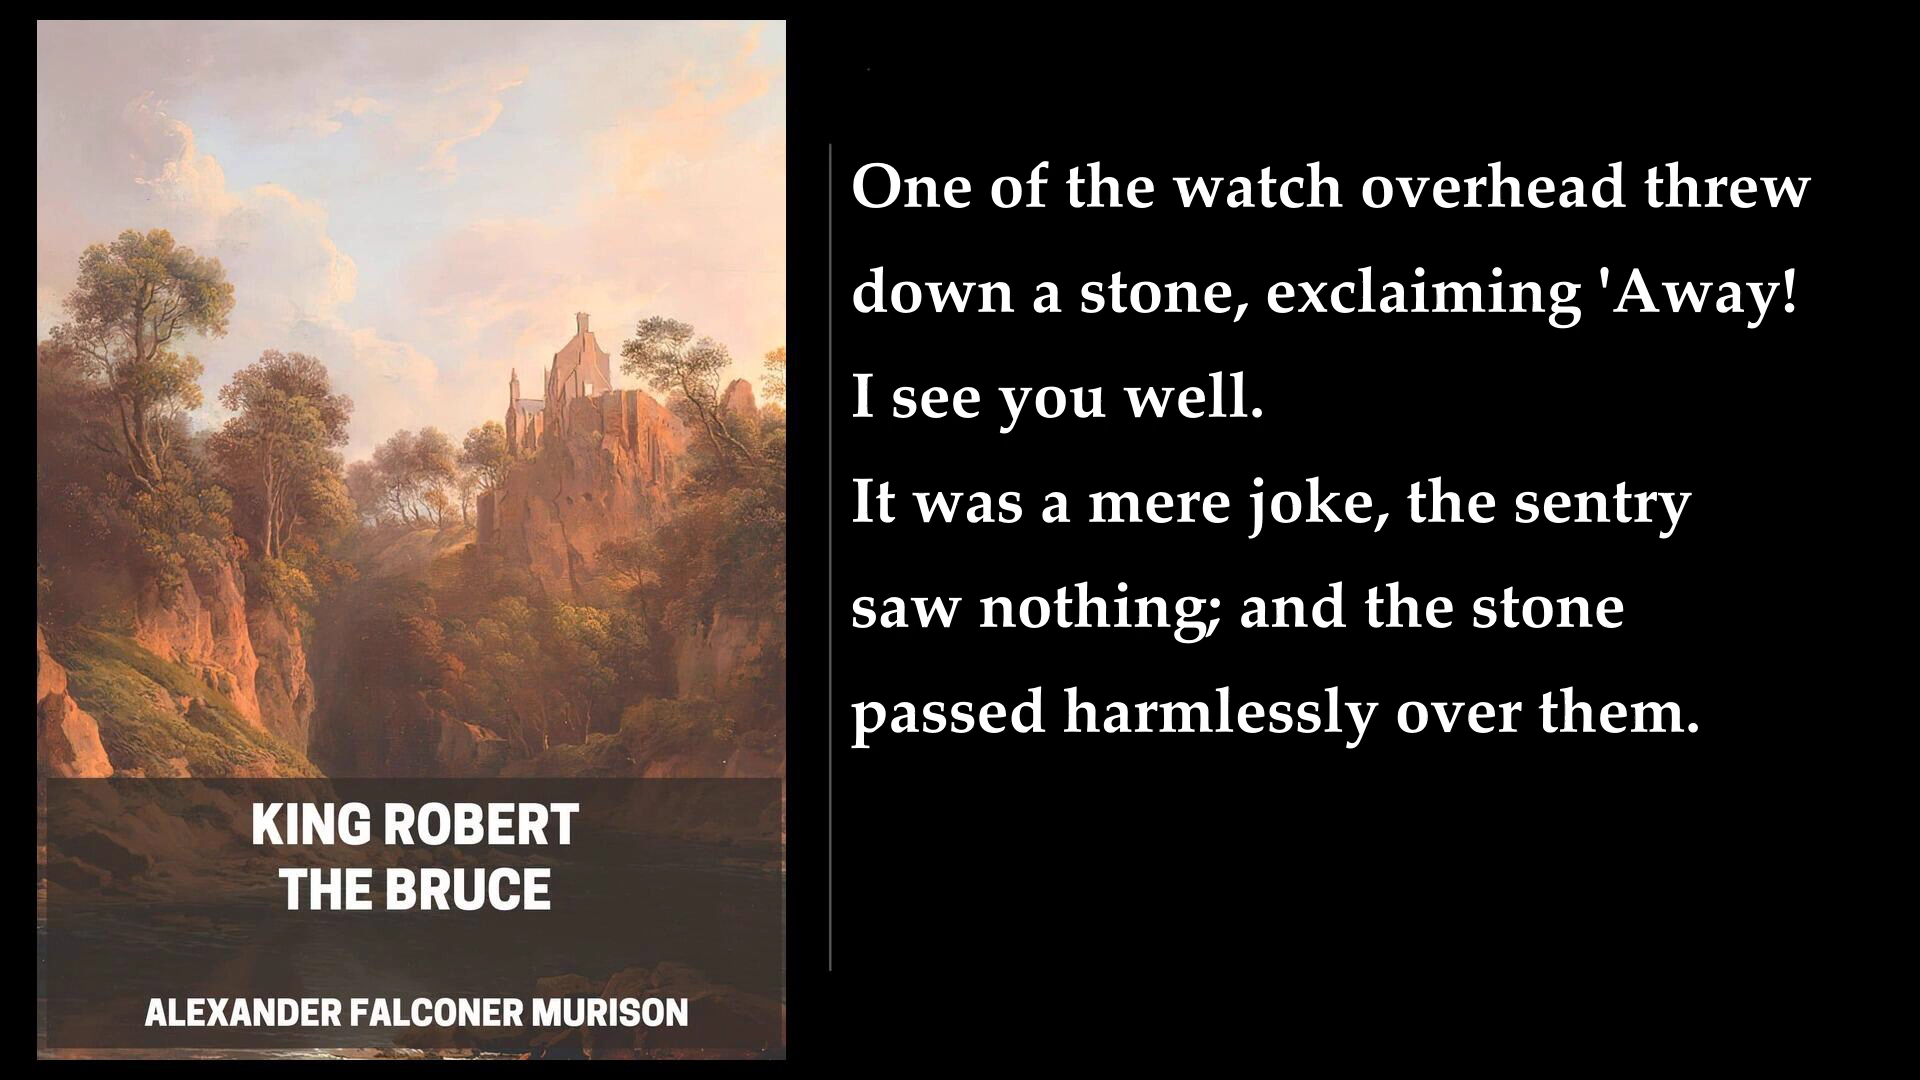 KING ROBERT
THE BRUCE
ALEXANDER FALCONER MURISON
One of the watch overhead threw
down a stone, exclaiming 'Away!
I see you well.
It was a mere joke, the sentry
saw nothing; and the stone
passed harmlessly over them.